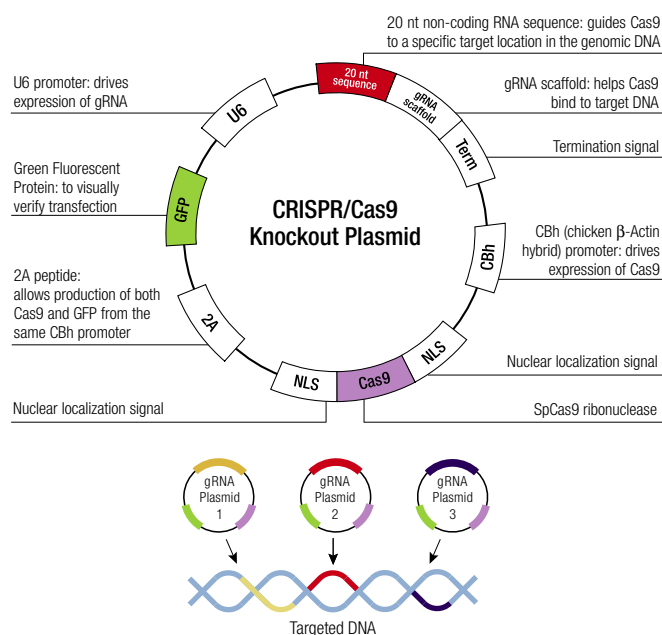 20 nt non-coding RNA sequence: guides Cas9
to a specific target location in the genomic DNA
U6 promoter: drives
expression of gRNA
gRNA scaffold: helps Cas9
bind to target DNA
Termination signal
Green Fluorescent
Protein: to visually
verify transfection
CBh (chicken β-Actin
hybrid) promoter: drives
expression of Cas9
2A peptide:
allows production of both
Cas9 and GFP from the
same CBh promoter
Nuclear localization signal
Nuclear localization signal
SpCas9 ribonuclease
20 nt
sequence
gRNA
scaffold
Term
CBh
NLS
Cas9
NLS
2A
GFP
U6
CRISPR/Cas9
Knockout Plasmid
gRNA
Plasmid
1
gRNA
Plasmid
2
gRNA
Plasmid
3
Targeted DNA